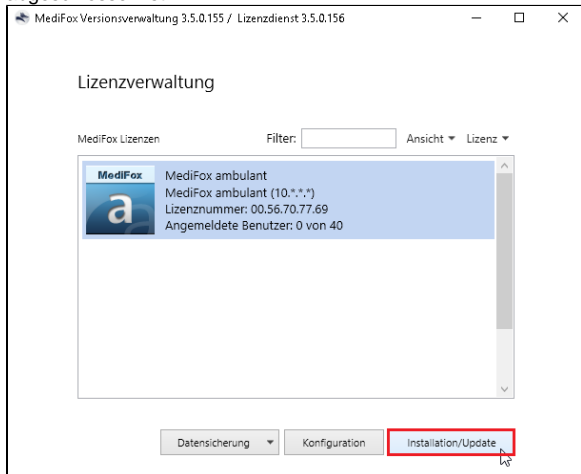 MediFox Versionsverwaltung 3.5.0.155 / Lizenzdienst 3.5.0.156
Lizenzverwaltung
MediFox Lizenzen Filter: Ansicht Lizenz
MediFox
a
MediFox ambulant
MediFox ambulant (10.*.*.*)
Lizenznummer: 00.56.70.77.69
Angemeldete Benutzer: 0 von 40
Datensicherung Konfiguration Installation/Update